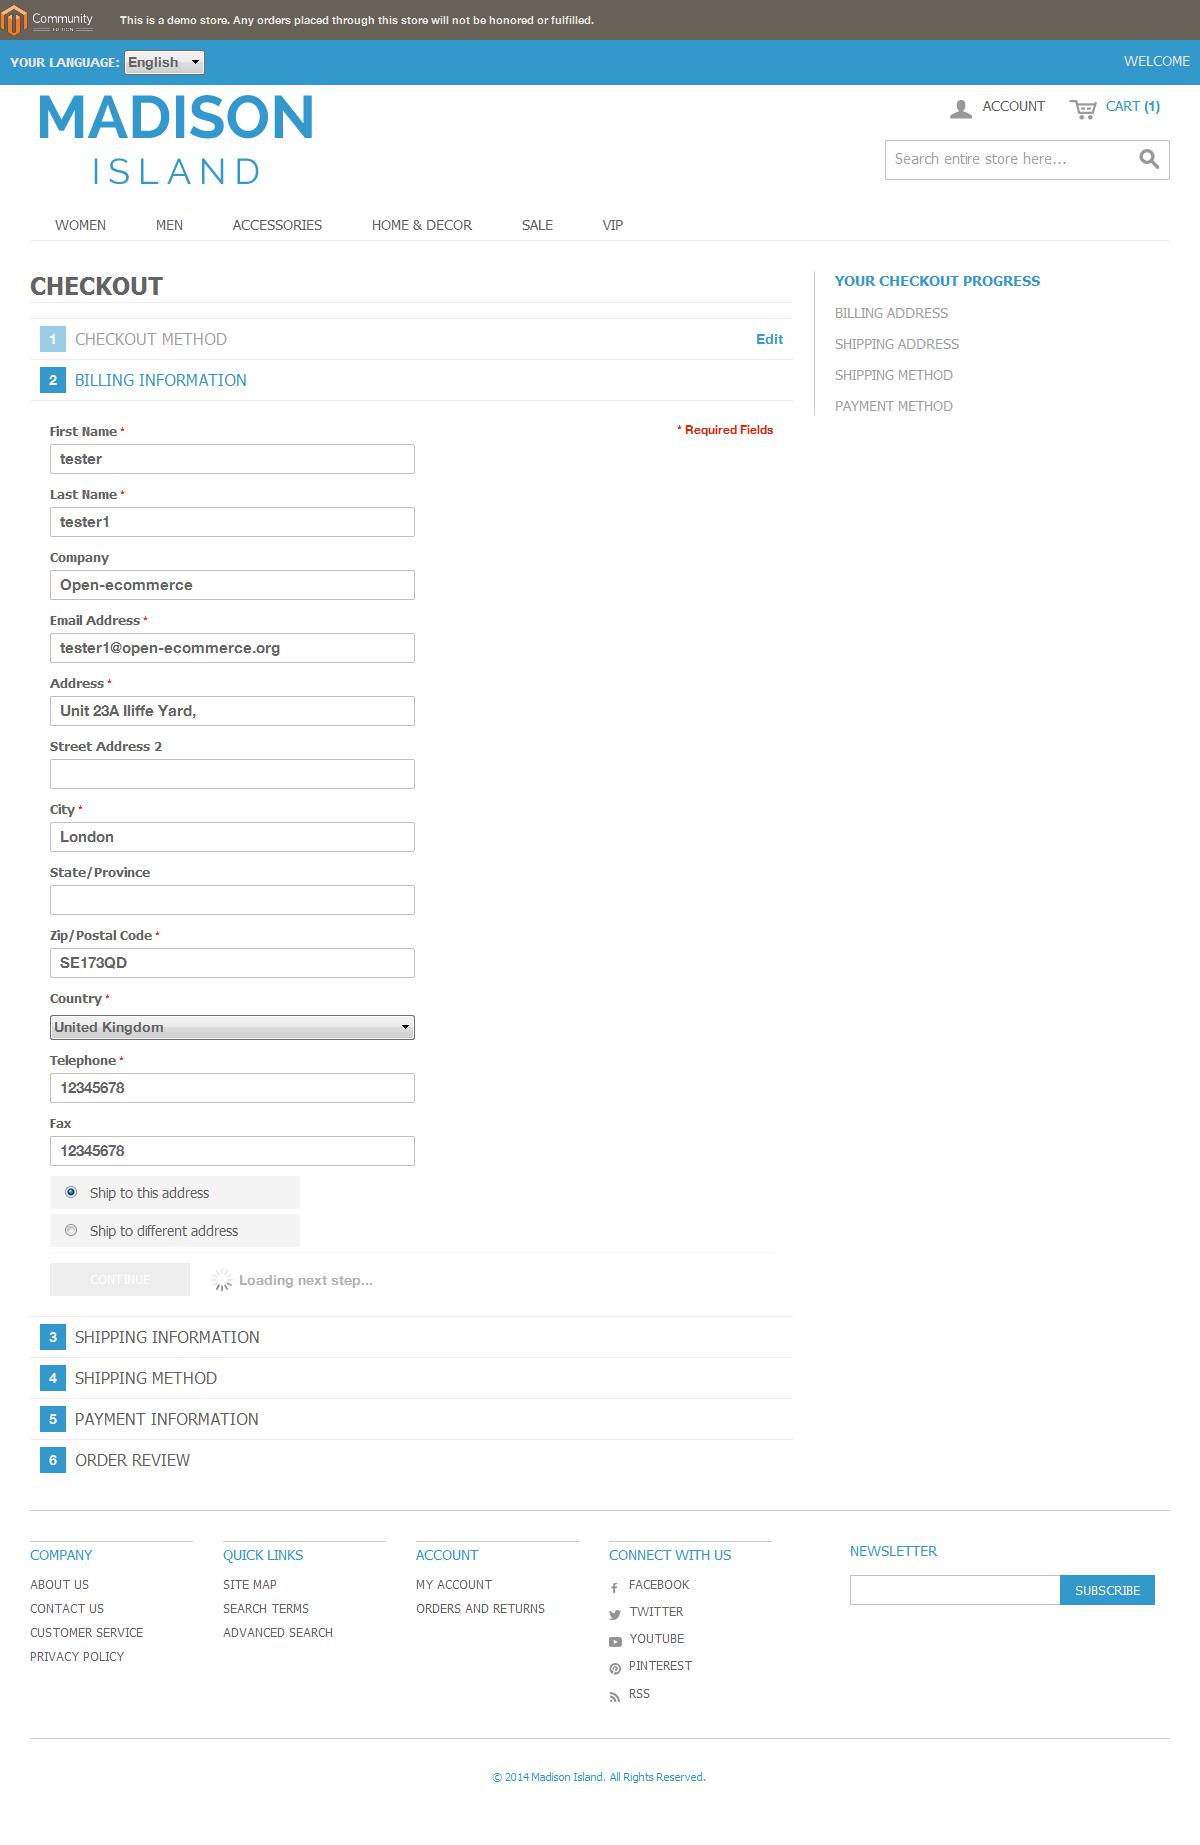 Community
EDITION
This is a demo store. Any orders placed through this store will not be honored or fulfilled.
YOUR LANGUAGE: English
WELCOME
MADISON
ISLAND
ACCOUNT
CART (1)
Search entire store here...
WOMEN MEN ACCESSORIES HOME & DECOR SALE VIP
CHECKOUT
1 CHECKOUT METHOD Edit
2 BILLING INFORMATION
* Required Fields
First Name *
tester
Last Name *
tester1
Company
Open-ecommerce
Email Address *
tester1@open-ecommerce.org
Address *
Unit 23A Iliffe Yard,
Street Address 2
City *
London
State/Province
Zip/Postal Code *
SE173QD
Country *
United Kingdom
Telephone *
12345678
Fax
12345678
Ship to this address
Ship to different address
CONTINUE
Loading next step...
3 SHIPPING INFORMATION
4 SHIPPING METHOD
5 PAYMENT INFORMATION
6 ORDER REVIEW
YOUR CHECKOUT PROGRESS
BILLING ADDRESS
SHIPPING ADDRESS
SHIPPING METHOD
PAYMENT METHOD
COMPANY
ABOUT US
CONTACT US
CUSTOMER SERVICE
PRIVACY POLICY
QUICK LINKS
SITE MAP
SEARCH TERMS
ADVANCED SEARCH
ACCOUNT
MY ACCOUNT
ORDERS AND RETURNS
CONNECT WITH US
FACEBOOK
TWITTER
YOUTUBE
PINTEREST
RSS
NEWSLETTER
SUBSCRIBE
© 2014 Madison Island. All Rights Reserved.